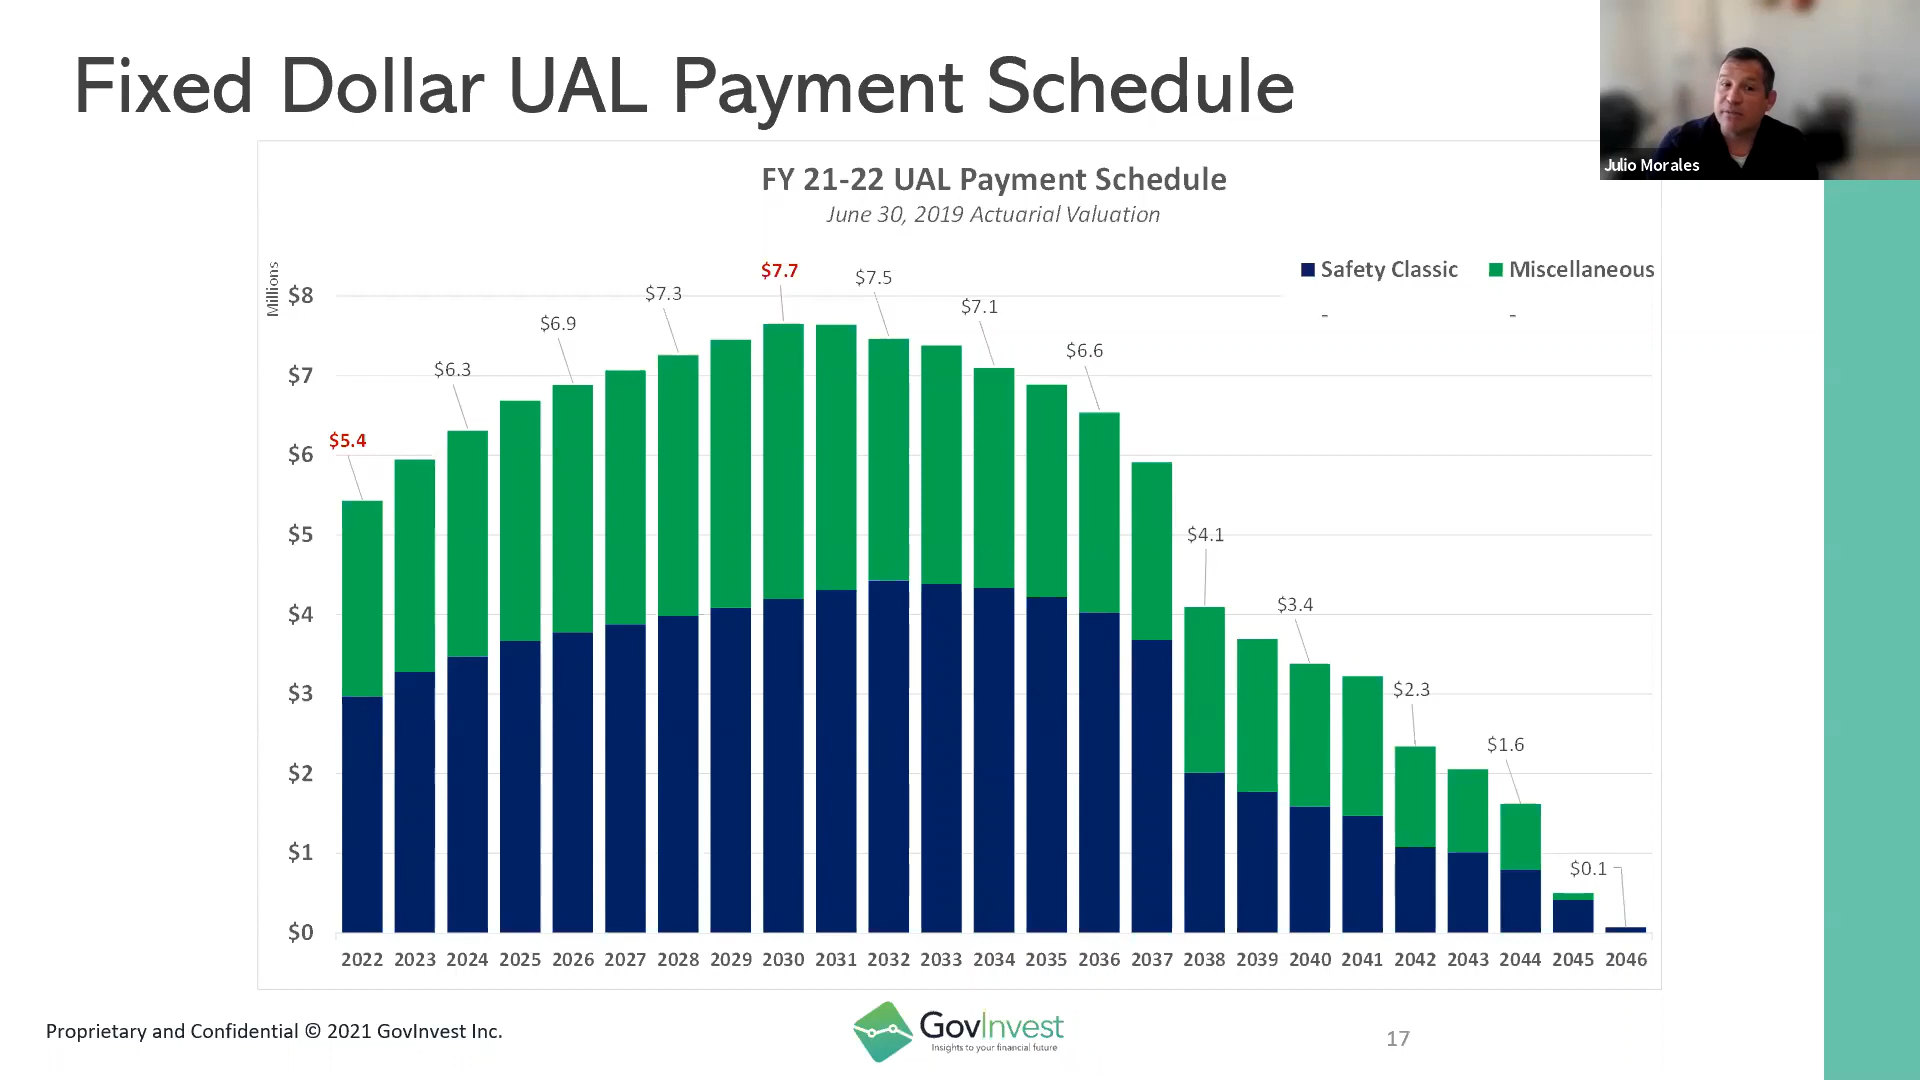 Fixed Dollar UAL Payment Schedule
Julio Morales
FY 21-22 UAL Payment Schedule
June 30, 2019 Actuarial Valuation
Safety Classic Miscellaneous
- -
Millions
$8
$7
$6
$5
$4
$3
$2
$1
$0
$5.4
$6.3
$6.9
$7.3
$7.7
$7.5
$7.1
$6.6
$4.1
$3.4
$2.3
$1.6
$0.1
2022 2023 2024 2025 2026 2027 2028 2029 2030 2031 2032 2033 2034 2035 2036 2037 2038 2039 2040 2041 2042 2043 2044 2045 2046
Proprietary and Confidential © 2021 GovInvest Inc.
GovInvest
Insights to your financial future
17